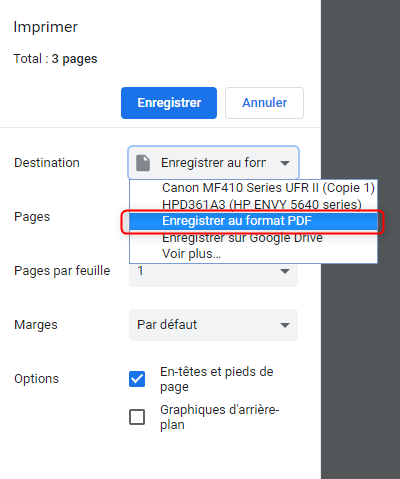 Imprimer
Total : 3 pages
Enregistrer
Annuler
Destination
Enregistrer au forr
Canon MF410 Series UFR II (Copie 1)
HPD361A3 (HP ENVY 5640 series)
Enregistrer au format PDF
Enregistrer sur Google Drive
Voir plus...
Pages
Pages par feuille
1
Marges
Par défaut
Options
En-têtes et pieds de
page
Graphiques d'arrière-
plan